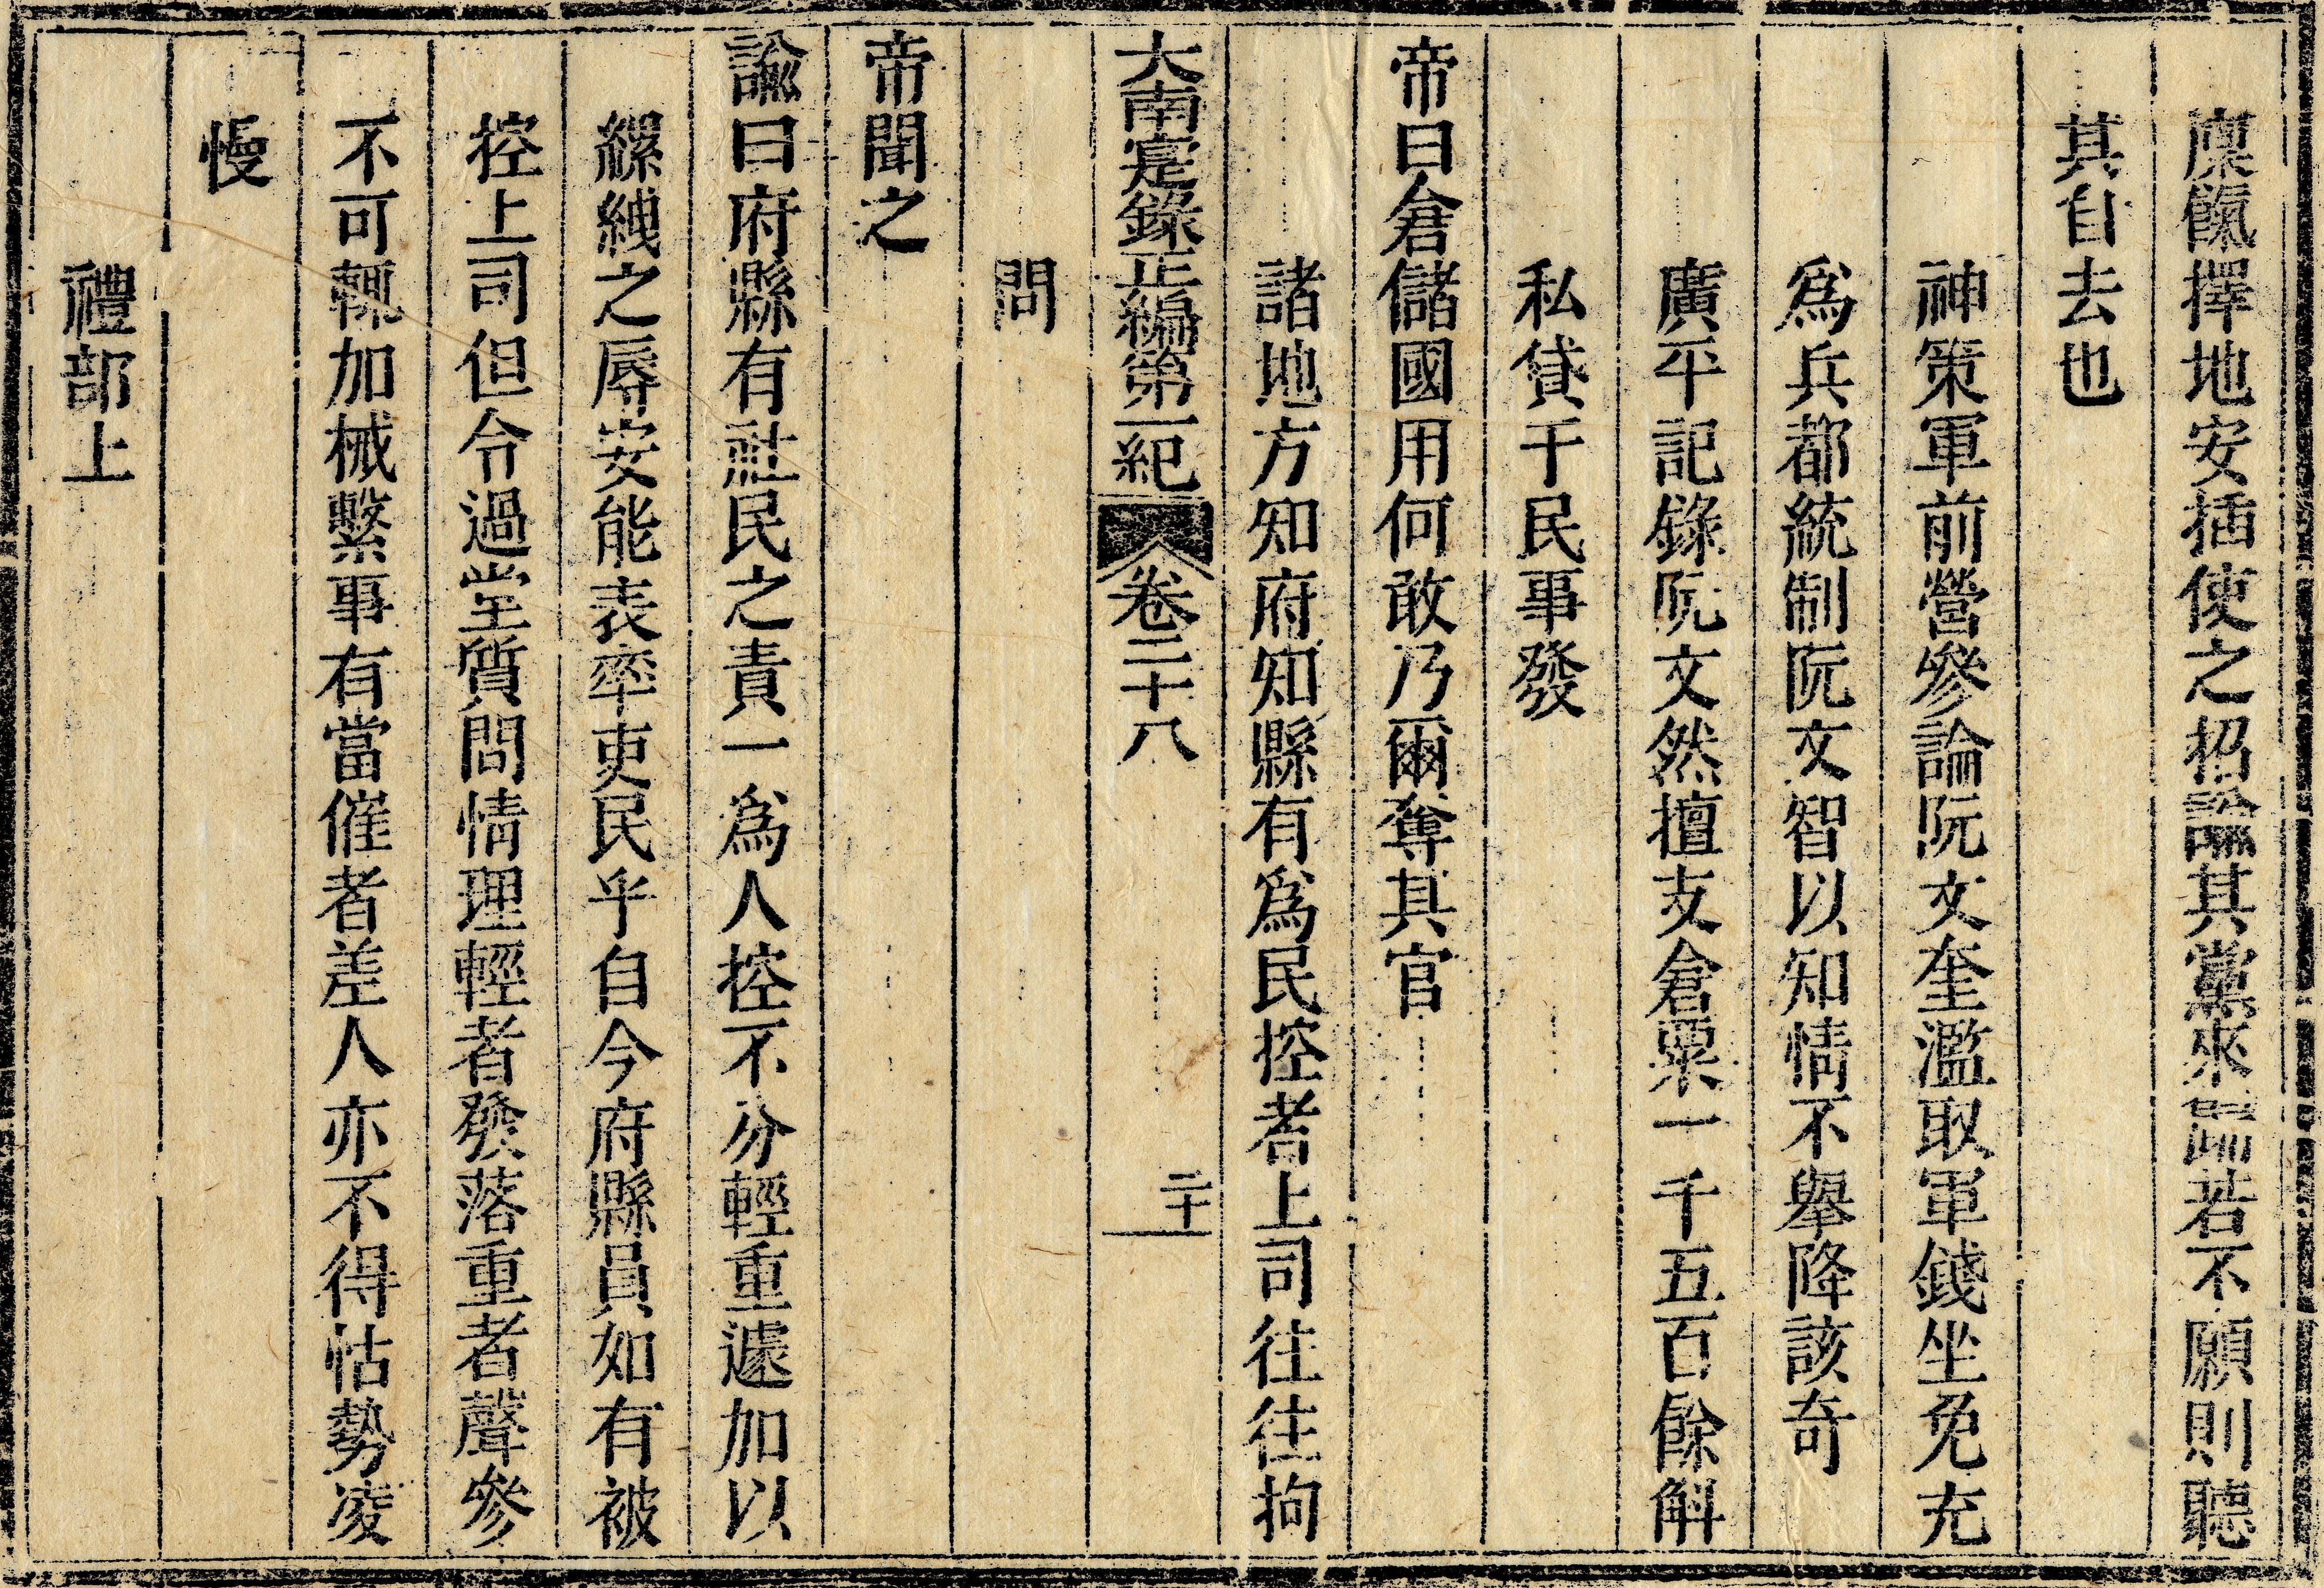 廩餼擇地安插使之招諭其黨來歸若不願則聽
其自去也
神策軍前營參論阮文奎濫取軍錢坐免充
爲兵都統制阮文智以知情不舉降該奇
廣平記錄阮文然擅支倉粟一千五百餘斛
私貸于民事發
帝曰倉儲國用何敢乃爾奪其官
諸地方知府知縣有爲民控者上司往往拘
大南寔錄正編第一紀 卷二十八 二十
問
帝聞之
諭曰府縣有社民之責一爲人控不分輕重遽加以
縲絏之辱安能表率吏民乎自今府縣員如有被
控上司但令過堂質問情理輕者發落重者聲參
不可輒加械繫事有當催者差人亦不得怙勢凌
慢
禮部上